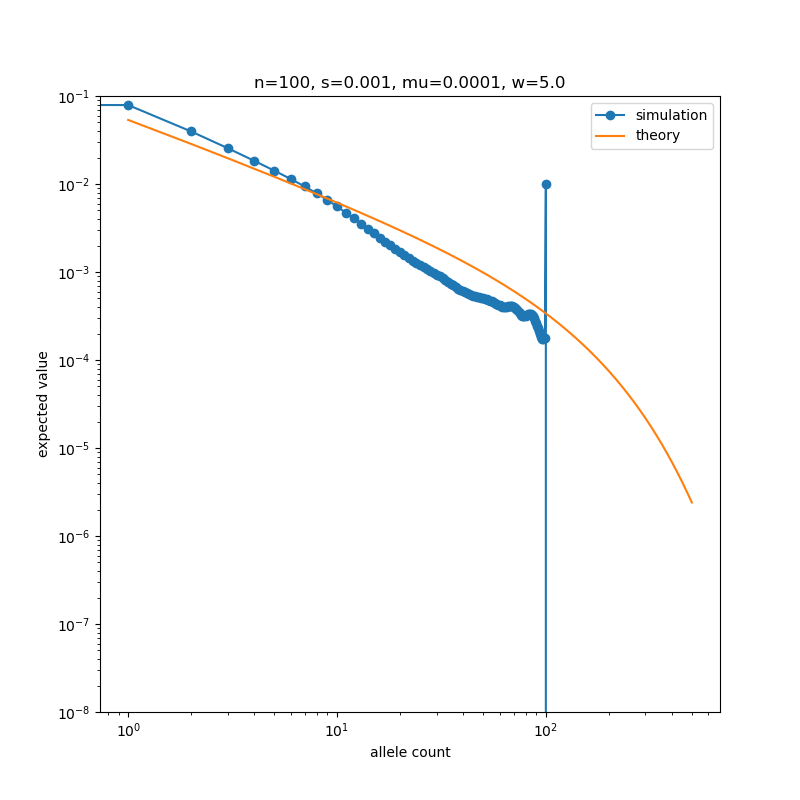 n=100, s=0.001, mu=0.0001, w=5.0
simulation
theory
expected value
10⁻¹
10⁻²
10⁻³
10⁻⁴
10⁻⁵
10⁻⁶
10⁻⁷
10⁻⁸
10⁰ 10¹ 10²
allele count